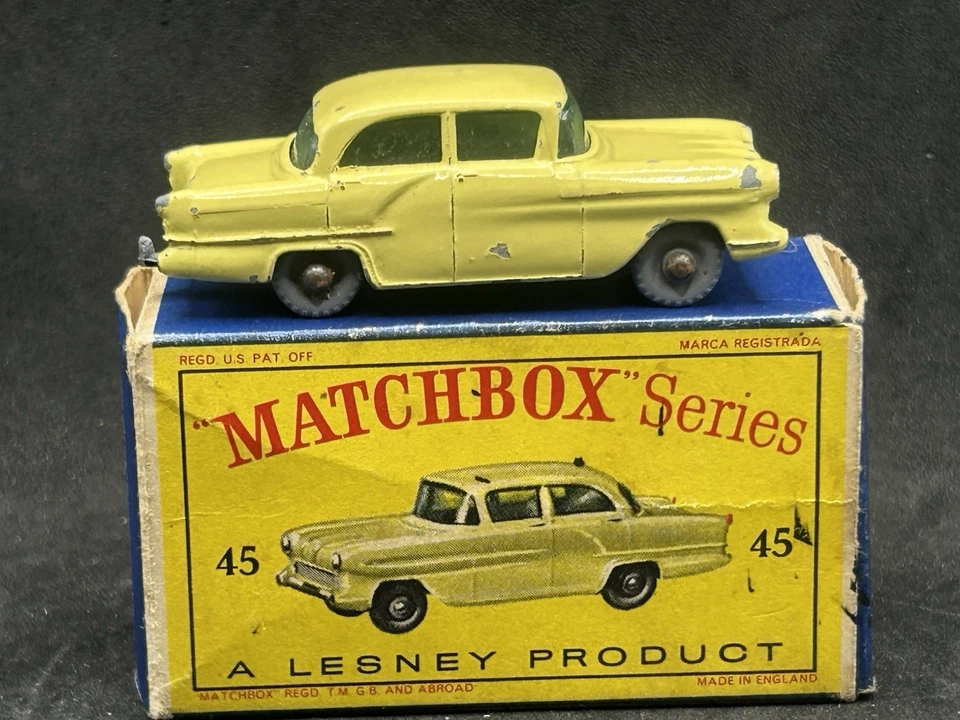 REGD. U.S. PAT. OFF. MARCA REGISTRADA
"MATCHBOX" Series
45 45
A LESNEY PRODUCT
"MATCHBOX" REGD. T.M. G.B. AND ABROAD MADE IN ENGLAND